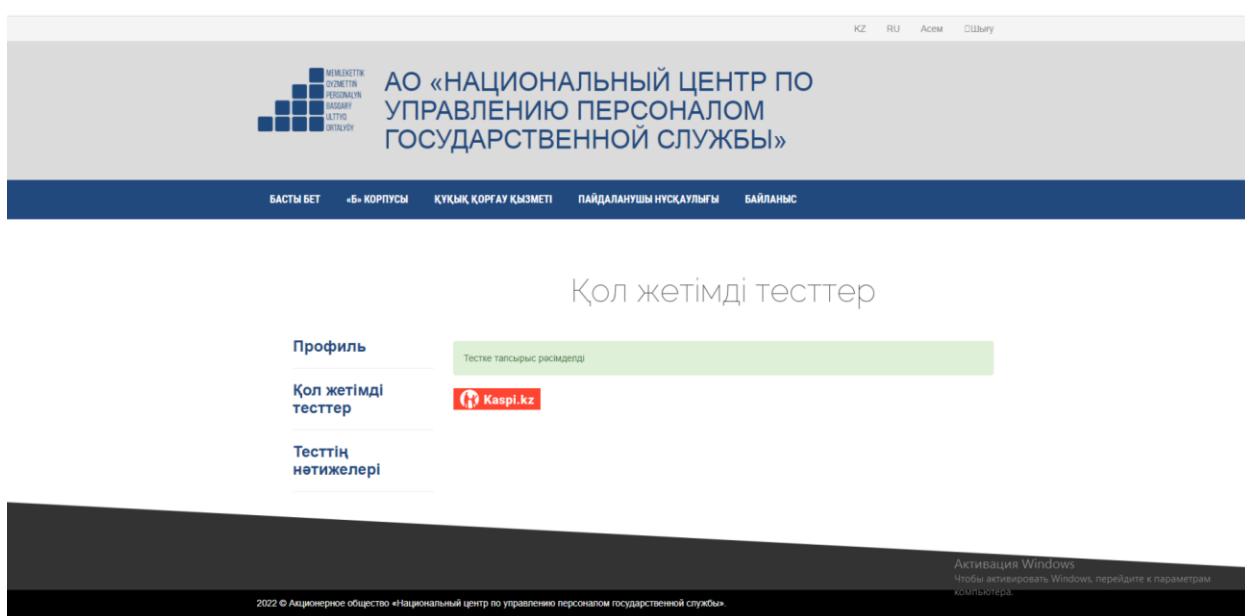 KZ RU Асем Шығу
MEMLEKETTIK
QYZMETTIŃ
PERSONALYN
BASQARÝ
ULTTYQ
ORTALYǴY
АО «НАЦИОНАЛЬНЫЙ ЦЕНТР ПО
УПРАВЛЕНИЮ ПЕРСОНАЛОМ
ГОСУДАРСТВЕННОЙ СЛУЖБЫ»
БАСТЫ БЕТ «Б» КОРПУСЫ ҚҰҚЫҚ ҚОРҒАУ ҚЫЗМЕТІ ПАЙДАЛАНУШЫ НҰСҚАУЛЫҒЫ БАЙЛАНЫС
Қол жетімді тесттер
Профиль
Тестке тапсырыс рәсімделді
Қол жетімді
тесттер
Kaspi.kz
Тесттің
нәтижелері
Активация Windows
Чтобы активировать Windows, перейдите к параметрам
компьютера.
2022 © Акционерное общество «Национальный центр по управлению персоналом государственной службы».